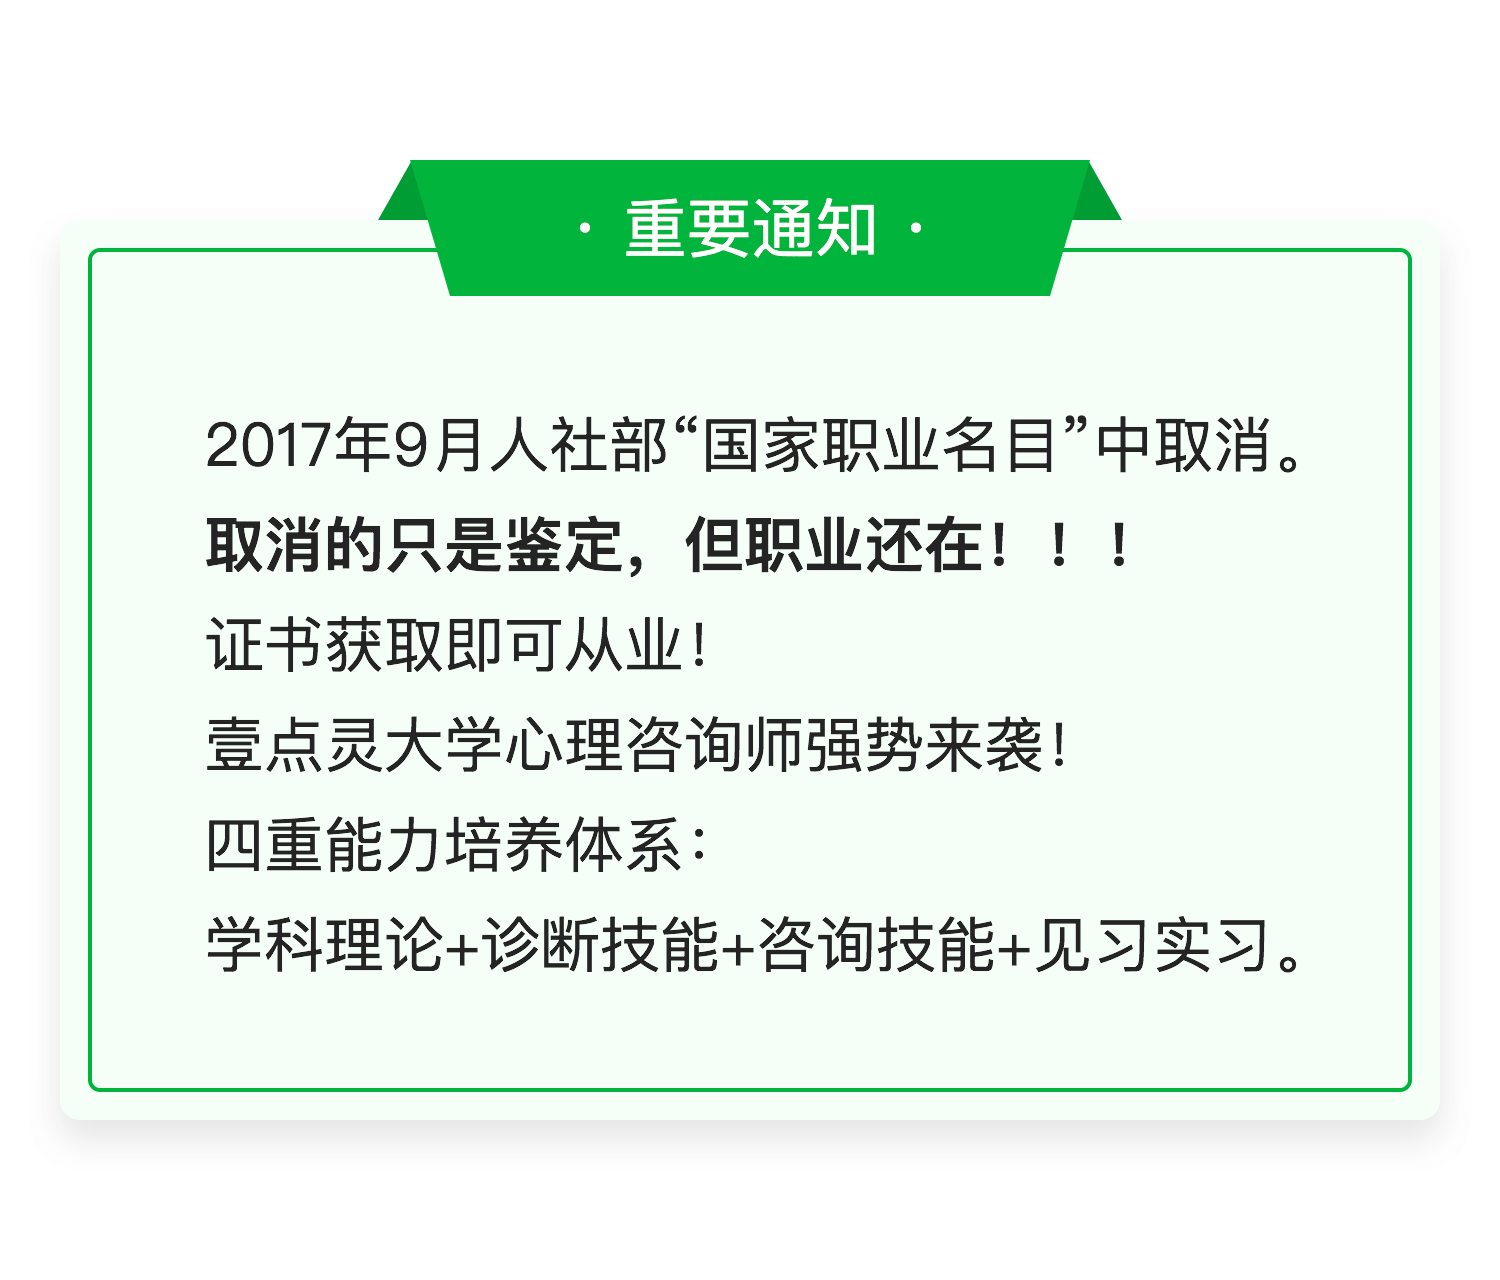 · 重要通知 ·
2017年9月人社部“国家职业名目”中取消。
取消的只是鉴定，但职业还在！！！
证书获取即可从业！
壹点灵大学心理咨询师强势来袭！
四重能力培养体系：
学科理论+诊断技能+咨询技能+见习实习。